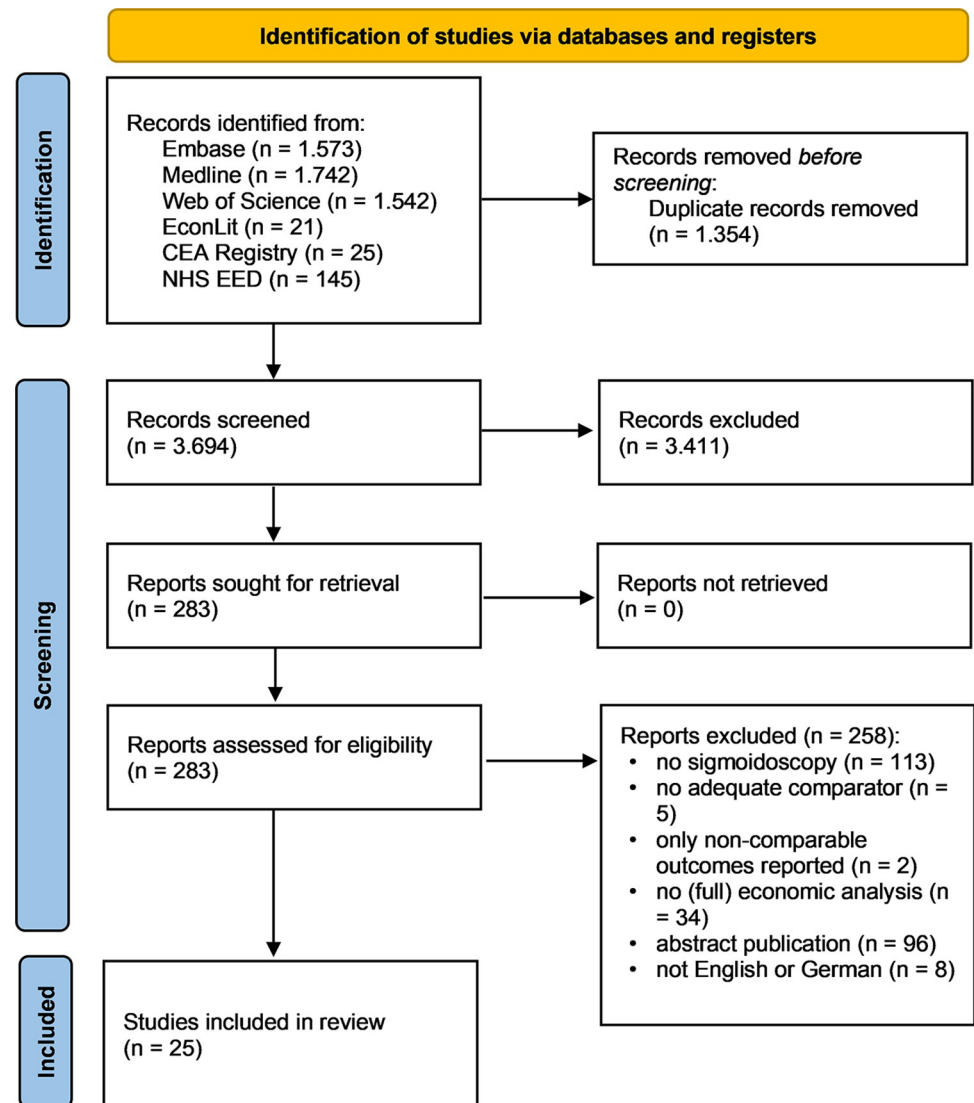 Identification of studies via databases and registers
Identification
Records identified from:
Embase (n = 1.573)
Medline (n = 1.742)
Web of Science (n = 1.542)
EconLit (n = 21)
CEA Registry (n = 25)
NHS EED (n = 145)
Records removed before
screening:
Duplicate records removed
(n = 1.354)
Screening
Records screened
(n = 3.694)
Records excluded
(n = 3.411)
Reports sought for retrieval
(n = 283)
Reports not retrieved
(n = 0)
Reports assessed for eligibility
(n = 283)
Reports excluded (n = 258):
• no sigmoidoscopy (n = 113)
• no adequate comparator (n =
5)
• only non-comparable
outcomes reported (n = 2)
• no (full) economic analysis (n
= 34)
• abstract publication (n = 96)
• not English or German (n = 8)
Included
Studies included in review
(n = 25)